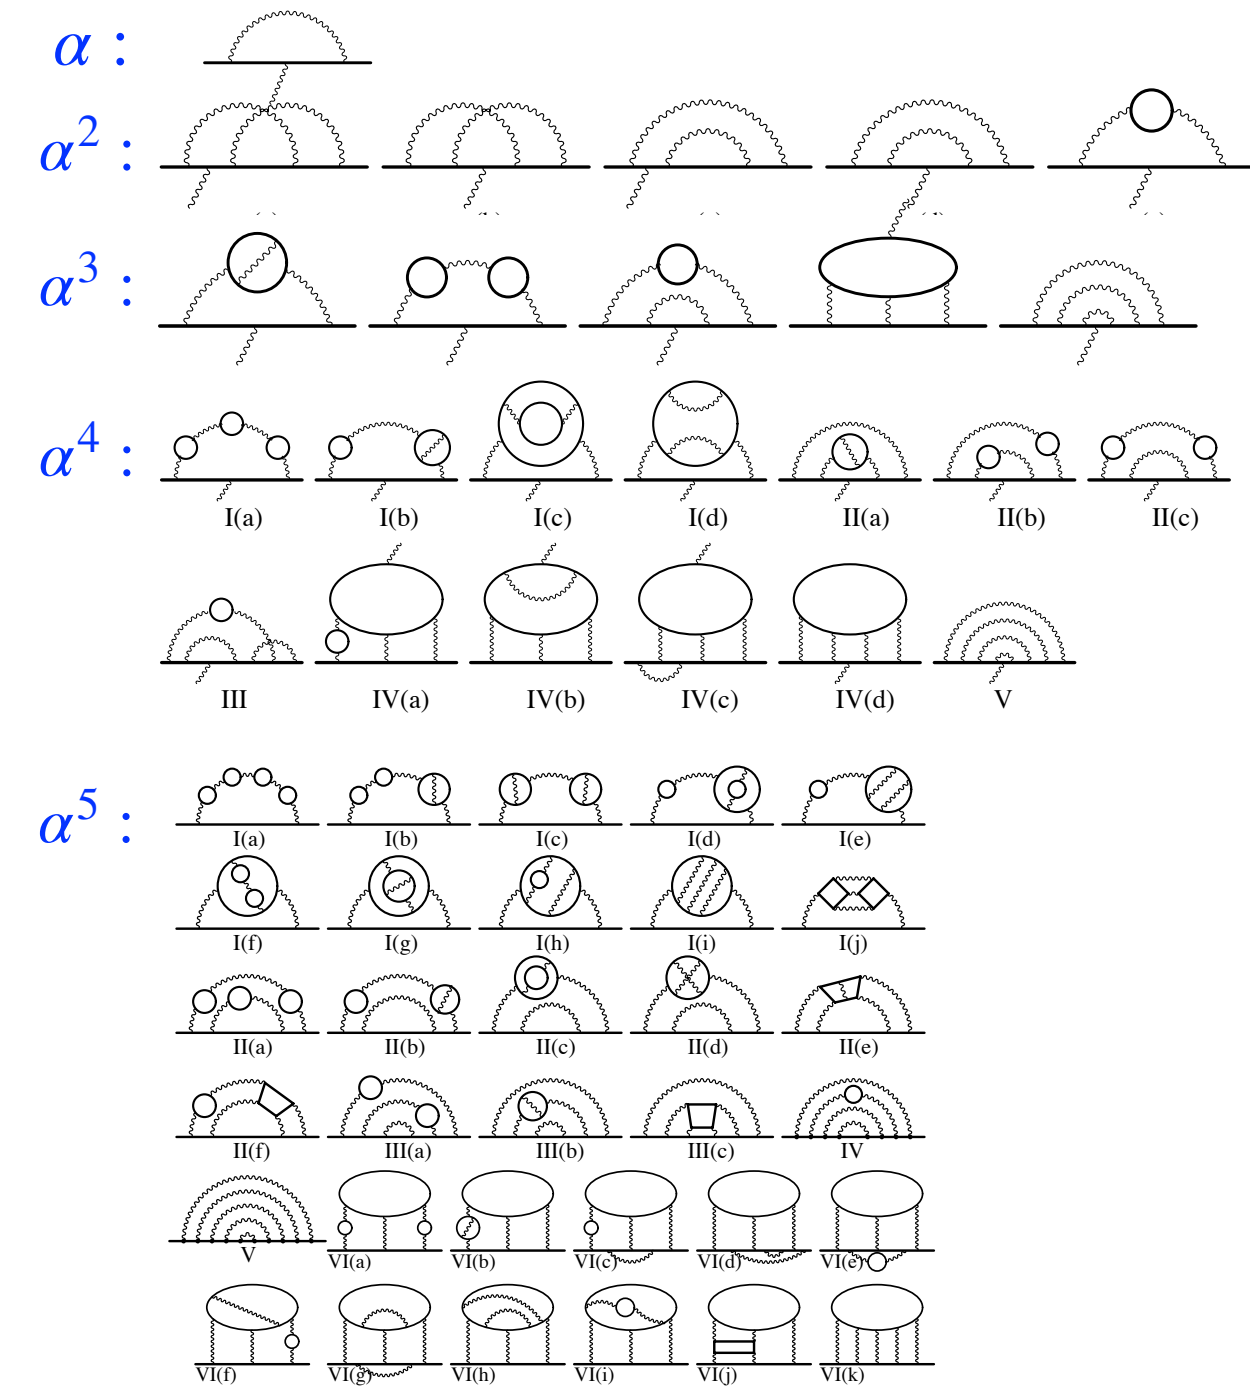 α :
α² :
α³ :
α⁴ :
I(a) I(b) I(c) I(d) II(a) II(b) II(c)
III IV(a) IV(b) IV(c) IV(d) V
α⁵ :
I(a) I(b) I(c) I(d) I(e)
I(f) I(g) I(h) I(i) I(j)
II(a) II(b) II(c) II(d) II(e)
II(f) III(a) III(b) III(c) IV
V VI(a) VI(b) VI(c) VI(d) VI(e)
VI(f) VI(g) VI(h) VI(i) VI(j) VI(k)